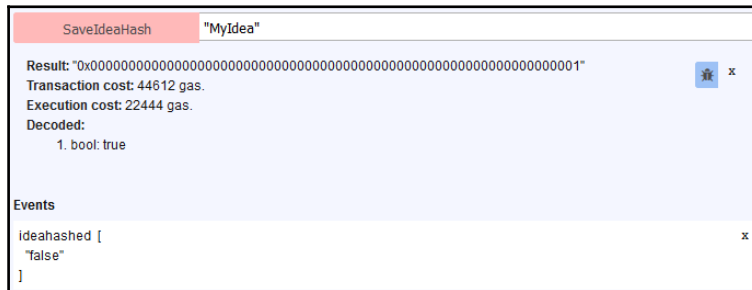 SaveIdeaHash "MyIdea"
Result: "0x0000000000000000000000000000000000000000000000000000000000000001"
x
Transaction cost: 44612 gas.
Execution cost: 22444 gas.
Decoded:
1. bool: true
Events
ideahashed [
x
"false"
]